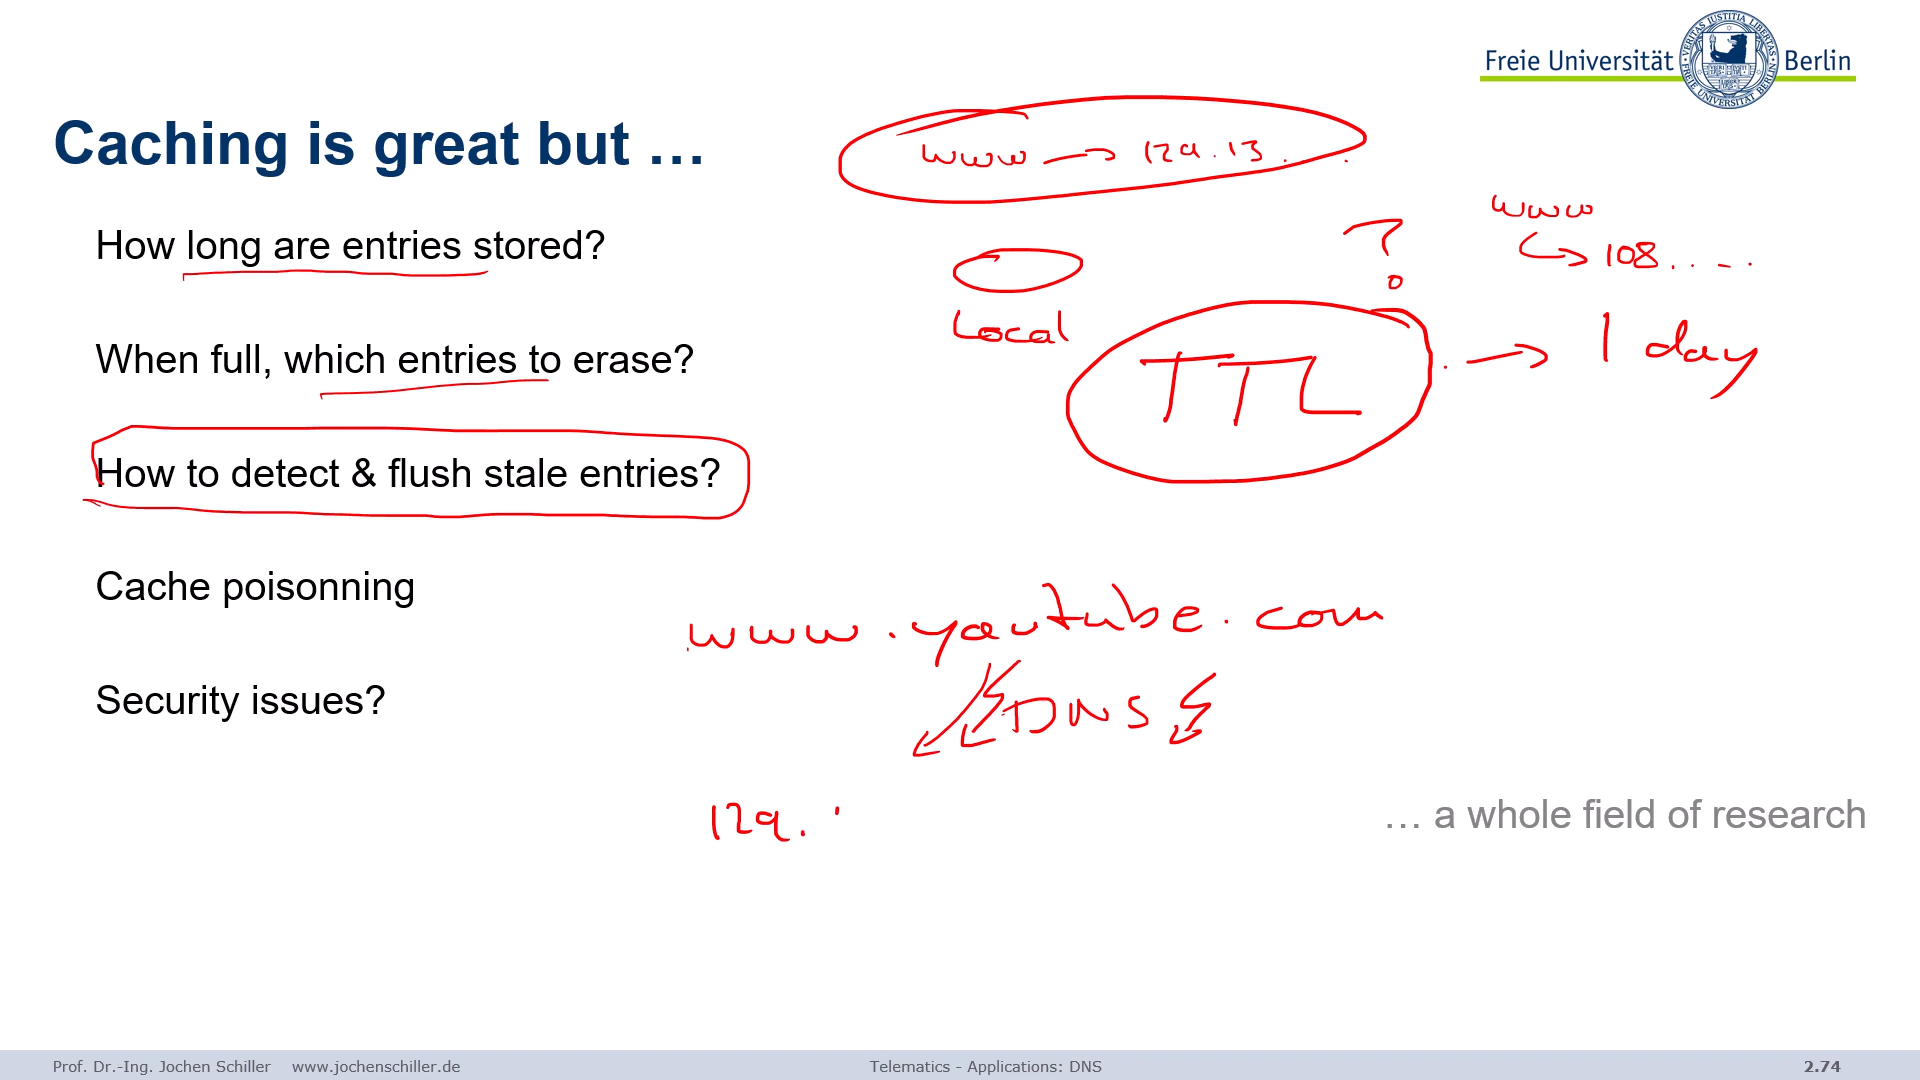 Freie Universität Berlin
Caching is great but …
www → 129.13. . .
How long are entries stored?
www
↳ 108. . . . .
?
Local
TTL → 1 day
When full, which entries to erase?
How to detect & flush stale entries?
Cache poisonning
www.youtube.com
Security issues?
DNS
129. .
… a whole field of research
Prof. Dr.-Ing. Jochen Schiller www.jochenschiller.de Telematics - Applications: DNS 2.74